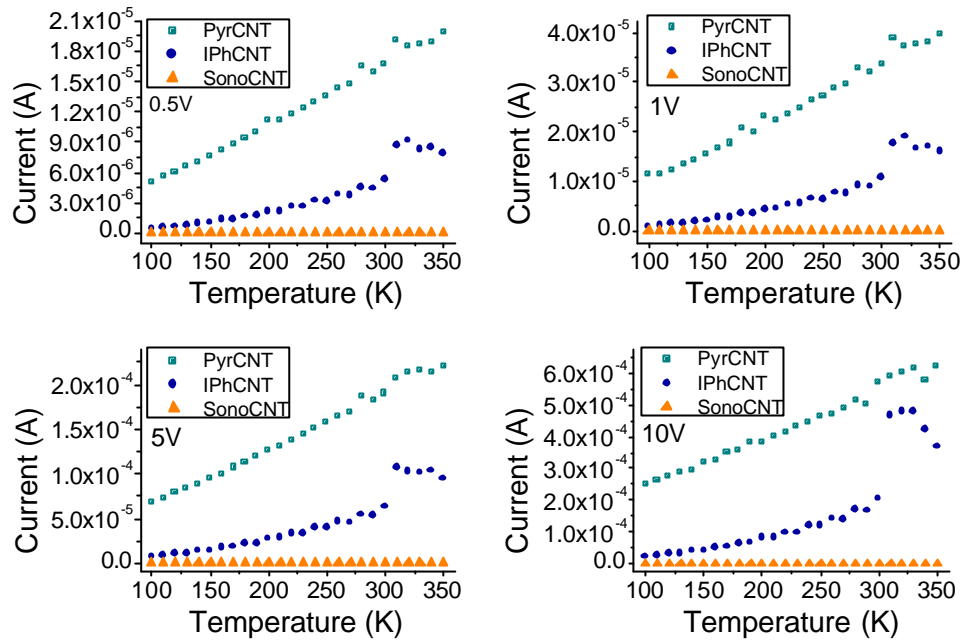 Current (A)
2.1x10⁻⁵
1.8x10⁻⁵
1.5x10⁻⁵
1.2x10⁻⁵
9.0x10⁻⁶
6.0x10⁻⁶
3.0x10⁻⁶
0.0
PyrCNT
IPhCNT
SonoCNT
0.5V
100 150 200 250 300 350
Temperature (K)
Current (A)
4.0x10⁻⁵
3.0x10⁻⁵
2.0x10⁻⁵
1.0x10⁻⁵
0.0
PyrCNT
IPhCNT
SonoCNT
1V
100 150 200 250 300 350
Temperature (K)
Current (A)
2.0x10⁻⁴
1.5x10⁻⁴
1.0x10⁻⁴
5.0x10⁻⁵
0.0
PyrCNT
IPhCNT
SonoCNT
5V
100 150 200 250 300 350
Temperature (K)
Current (A)
6.0x10⁻⁴
5.0x10⁻⁴
4.0x10⁻⁴
3.0x10⁻⁴
2.0x10⁻⁴
1.0x10⁻⁴
0.0
PyrCNT
IPhCNT
SonoCNT
10V
100 150 200 250 300 350
Temperature (K)